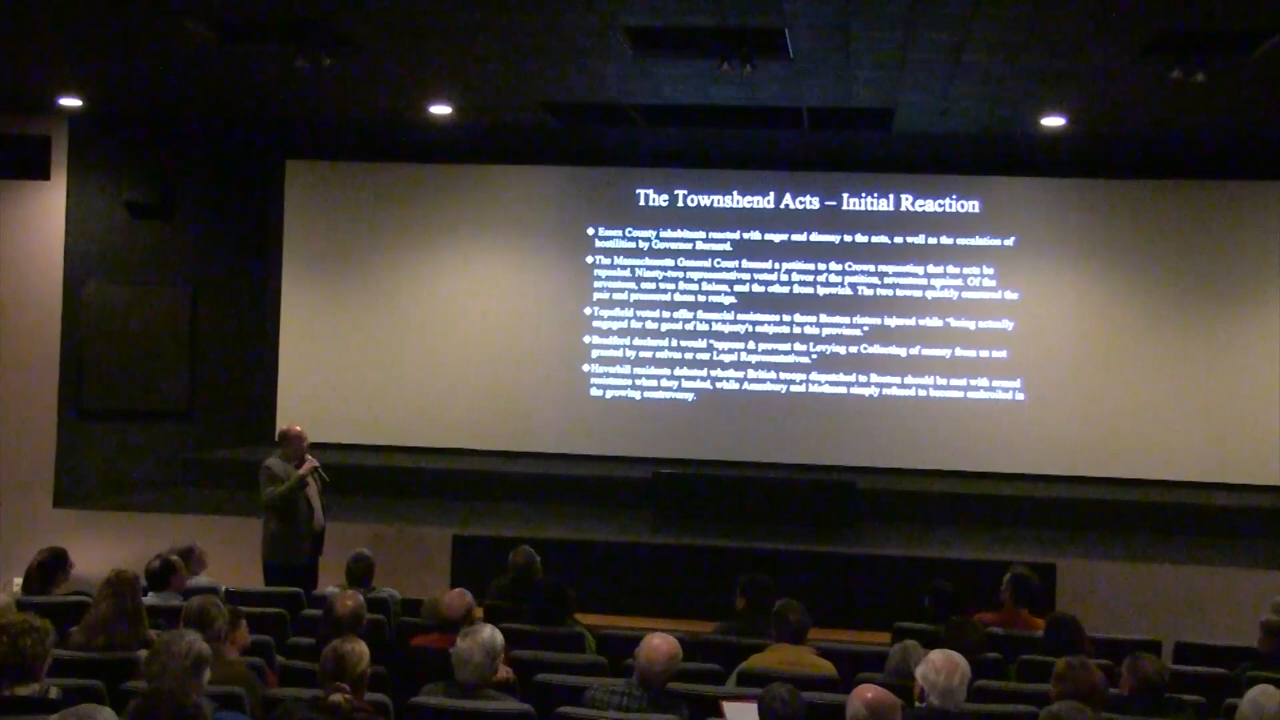 The Townshend Acts – Initial Reaction
❖ Essex County inhabitants reacted with anger and dismay to the acts, as well as the escalation of
hostilities by Governor Bernard.
❖The Massachusetts General Court framed a petition to the Crown requesting that the acts be
repealed. Ninety-two representatives voted in favor of the petition, seventeen against. Of the
seventeen, one was from Salem, and the other from Ipswich. The two towns quickly censured the
pair and pressured them to resign.
❖Topsfield voted to offer financial assistance to those Boston rioters injured while "being actually
engaged for the good of his Majesty's subjects in this province."
❖Bradford declared it would "oppose & prevent the Levying or Collecting of money from us not
granted by our selves or our Legal Representatives."
❖Haverhill residents debated whether British troops dispatched to Boston should be met with armed
resistance when they landed, while Amesbury and Methuen simply refused to become embroiled in
the growing controversy.